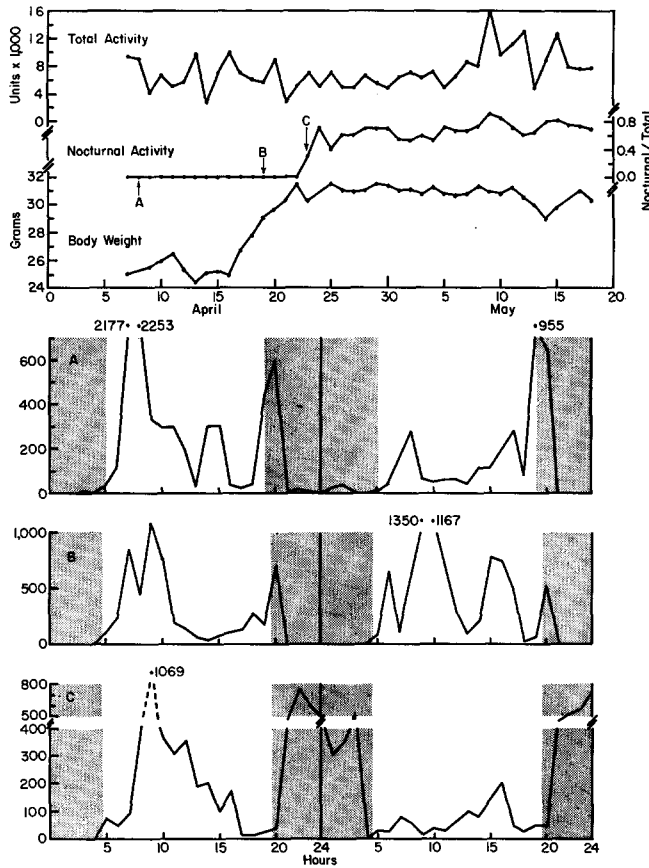 16
12
8
4
0
Units x 1,000
Total Activity
Nocturnal Activity
A
B
C
0.8
0.4
0.0
Nocturnal / Total
32
30
28
26
24
Grams
Body Weight
0 5 10 15 20 25 30 5 10 15 20
April May
2177 2253 955
600
400
200
0
A
1350 1167
1,000
500
0
B
1069
800
500
400
300
200
100
0
C
5 10 15 20 24 5 10 15 20 24
Hours